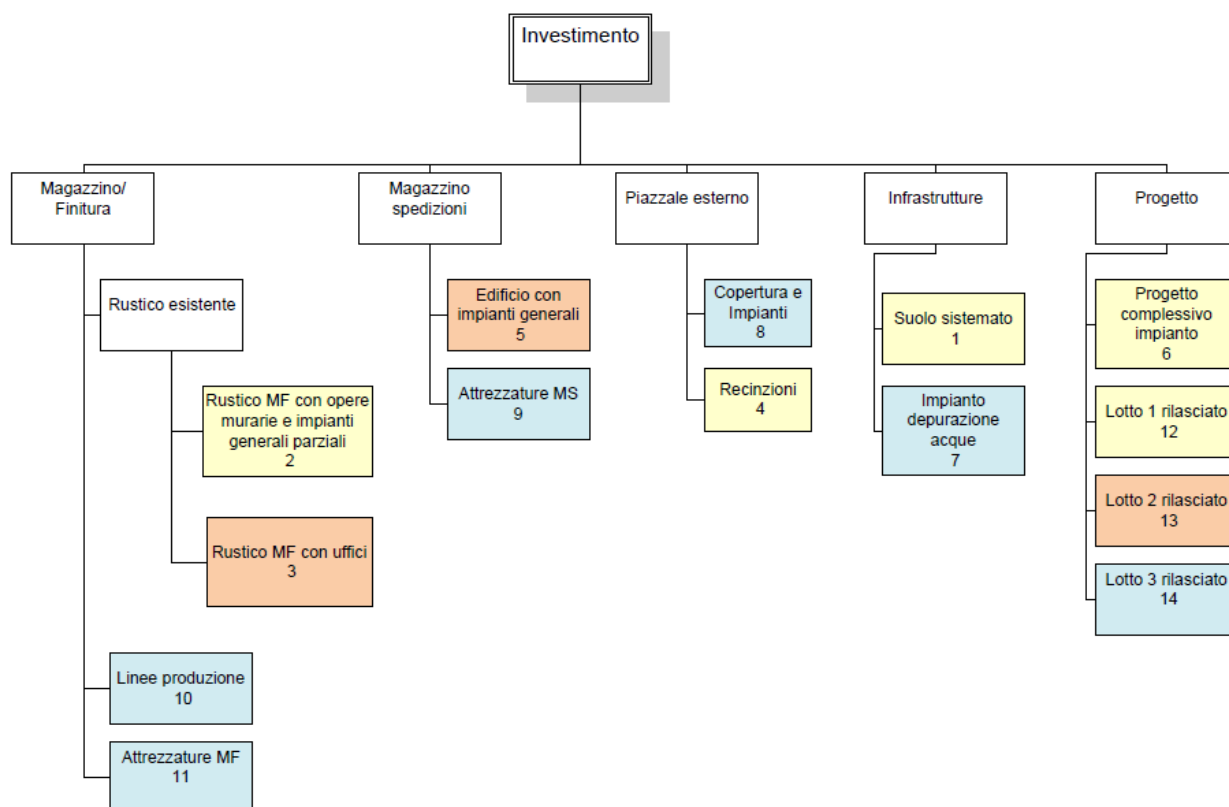 Investimento
Magazzino/
Finitura
Magazzino
spedizioni
Piazzale esterno
Infrastrutture
Progetto
Rustico esistente
Rustico MF con opere
murarie e impianti
generali parziali
2
Rustico MF con uffici
3
Linee produzione
10
Attrezzature MF
11
Edificio con
impianti generali
5
Attrezzature MS
9
Copertura e
Impianti
8
Recinzioni
4
Suolo sistemato
1
Impianto
depurazione
acque
7
Progetto
complessivo
impianto
6
Lotto 1 rilasciato
12
Lotto 2 rilasciato
13
Lotto 3 rilasciato
14